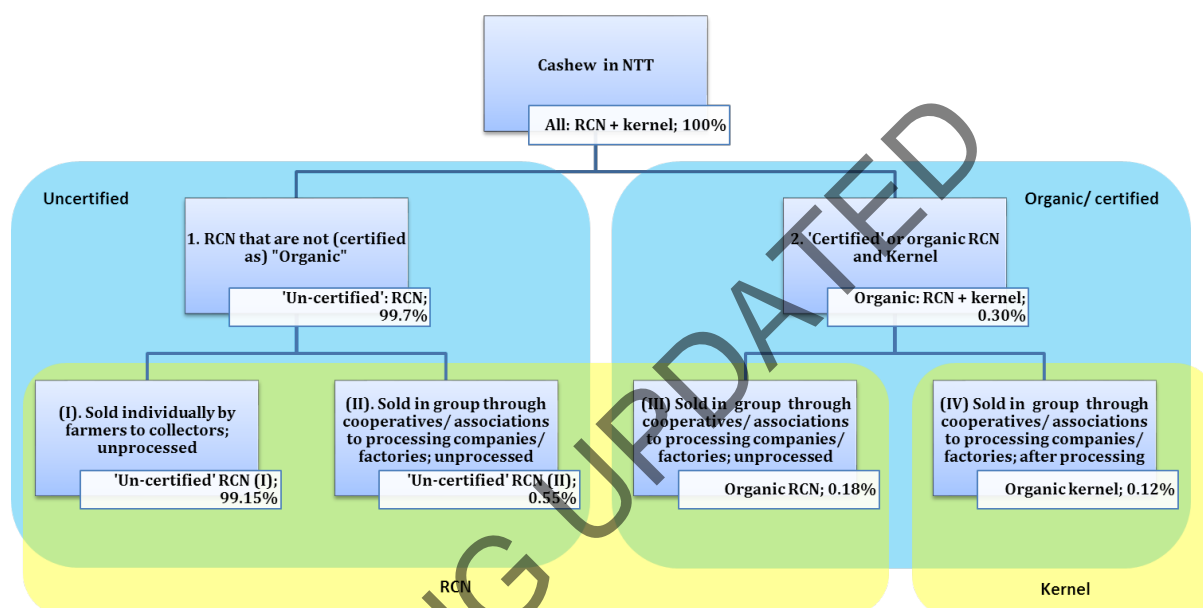 Cashew in NTT
All: RCN + kernel; 100%
Uncertified
Organic/ certified
1. RCN that are not (certified
as) "Organic"
'Un-certified': RCN;
99.7%
2. 'Certified' or organic RCN
and Kernel
Organic: RCN + kernel;
0.30%
(I). Sold individually by
farmers to collectors;
unprocessed
'Un-certified' RCN (I);
99.15%
(II). Sold in group through
cooperatives/ associations
to processing companies/
factories; unprocessed
'Un-certified' RCN (II);
0.55%
(III) Sold in group through
cooperatives/ associations
to processing companies/
factories; unprocessed
Organic RCN; 0.18%
(IV) Sold in group through
cooperatives/ associations
to processing companies/
factories; after processing
Organic kernel; 0.12%
RCN
Kernel
NG UPDATED